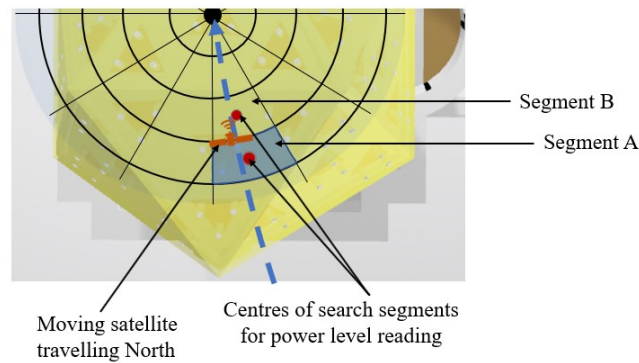 Segment B
Segment A
Moving satellite
travelling North
Centres of search segments
for power level reading